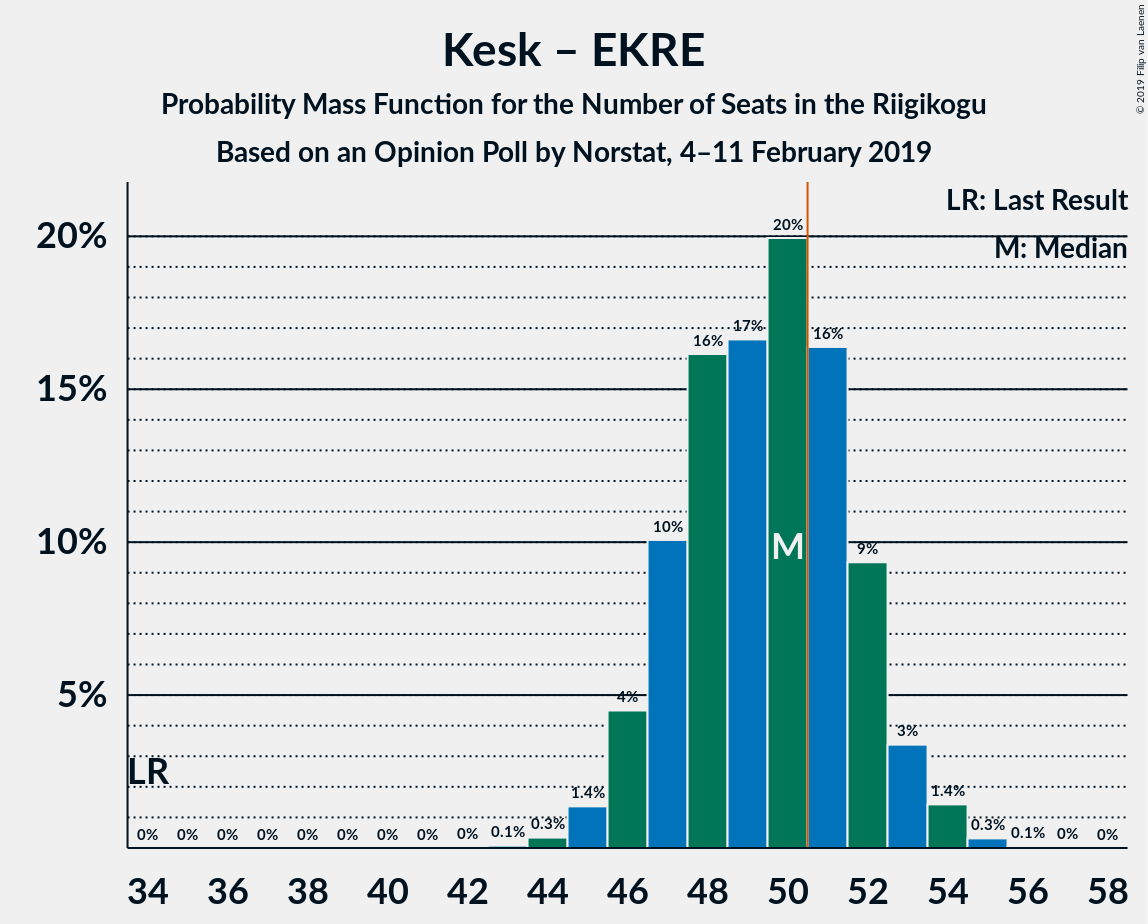 Kesk – EKRE
Probability Mass Function for the Number of Seats in the Riigikogu
Based on an Opinion Poll by Norstat, 4–11 February 2019
© 2019 Filip van Laenen
LR: Last Result
M: Median
20%
15%
10%
5%
LR
M
0% 0% 0% 0% 0% 0% 0% 0% 0% 0.1% 0.3% 1.4% 4% 10% 16% 17% 20% 16% 9% 3% 1.4% 0.3% 0.1% 0% 0%
34 36 38 40 42 44 46 48 50 52 54 56 58